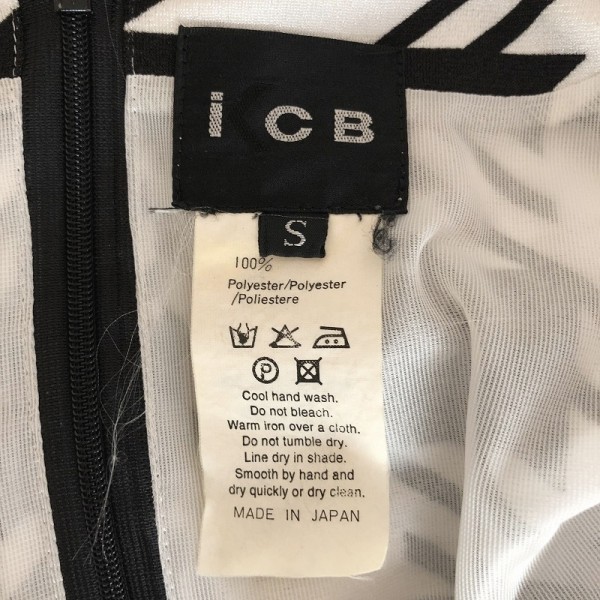 iCB
S
100%
Polyester/Polyester
/Poliestere
P
Cool hand wash.
Do not bleach.
Warm iron over a cloth.
Do not tumble dry.
Line dry in shade.
Smooth by hand and
dry quickly or dry clean.
MADE IN JAPAN